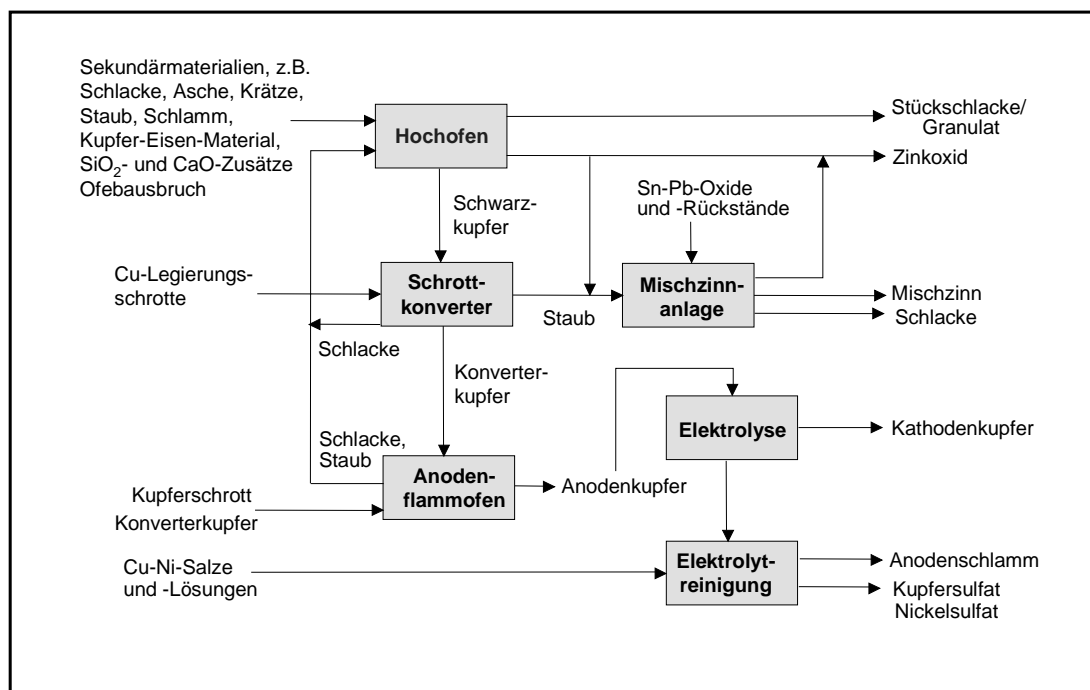 Sekundärmaterialien, z.B.
Schlacke, Asche, Krätze,
Staub, Schlamm,
Kupfer-Eisen-Material,
SiO₂- und CaO-Zusätze
Ofebausbruch
Hochofen
Stückschlacke/
Granulat
Zinkoxid
Schwarz-
kupfer
Sn-Pb-Oxide
und -Rückstände
Cu-Legierungs-
schrotte
Schrott-
konverter
Staub
Mischzinn-
anlage
Mischzinn
Schlacke
Schlacke
Konverter-
kupfer
Elektrolyse
Kathodenkupfer
Schlacke,
Staub
Anoden-
flammofen
Anodenkupfer
Kupferschrott
Konverterkupfer
Cu-Ni-Salze
und -Lösungen
Elektrolyt-
reinigung
Anodenschlamm
Kupfersulfat
Nickelsulfat